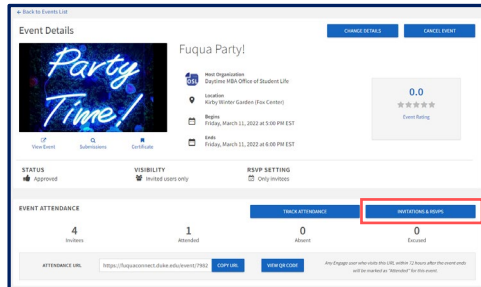 ← Back to Events List
Event Details
CHANGE DETAILS
CANCEL EVENT
Party
Time!
Fuqua Party!
Host Organization
Daytime MBA Office of Student Life
Location
Kirby Winter Garden (Fox Center)
Begins
Friday, March 11, 2022 at 5:00 PM EST
Ends
Friday, March 11, 2022 at 6:00 PM EST
0.0
Event Rating
View Event
Submissions
Certificate
STATUS
Approved
VISIBILITY
Invited users only
RSVP SETTING
Only Invitees
EVENT ATTENDANCE
TRACK ATTENDANCE
INVITATIONS & RSVPS
4
Invitees
1
Attended
0
Absent
0
Excused
ATTENDANCE URL
https://fuquaconnect.duke.edu/event/7982
COPY URL
VIEW QR CODE
Any Engage user who visits this URL within 72 hours after the event ends
will be marked as "Attended" for this event.